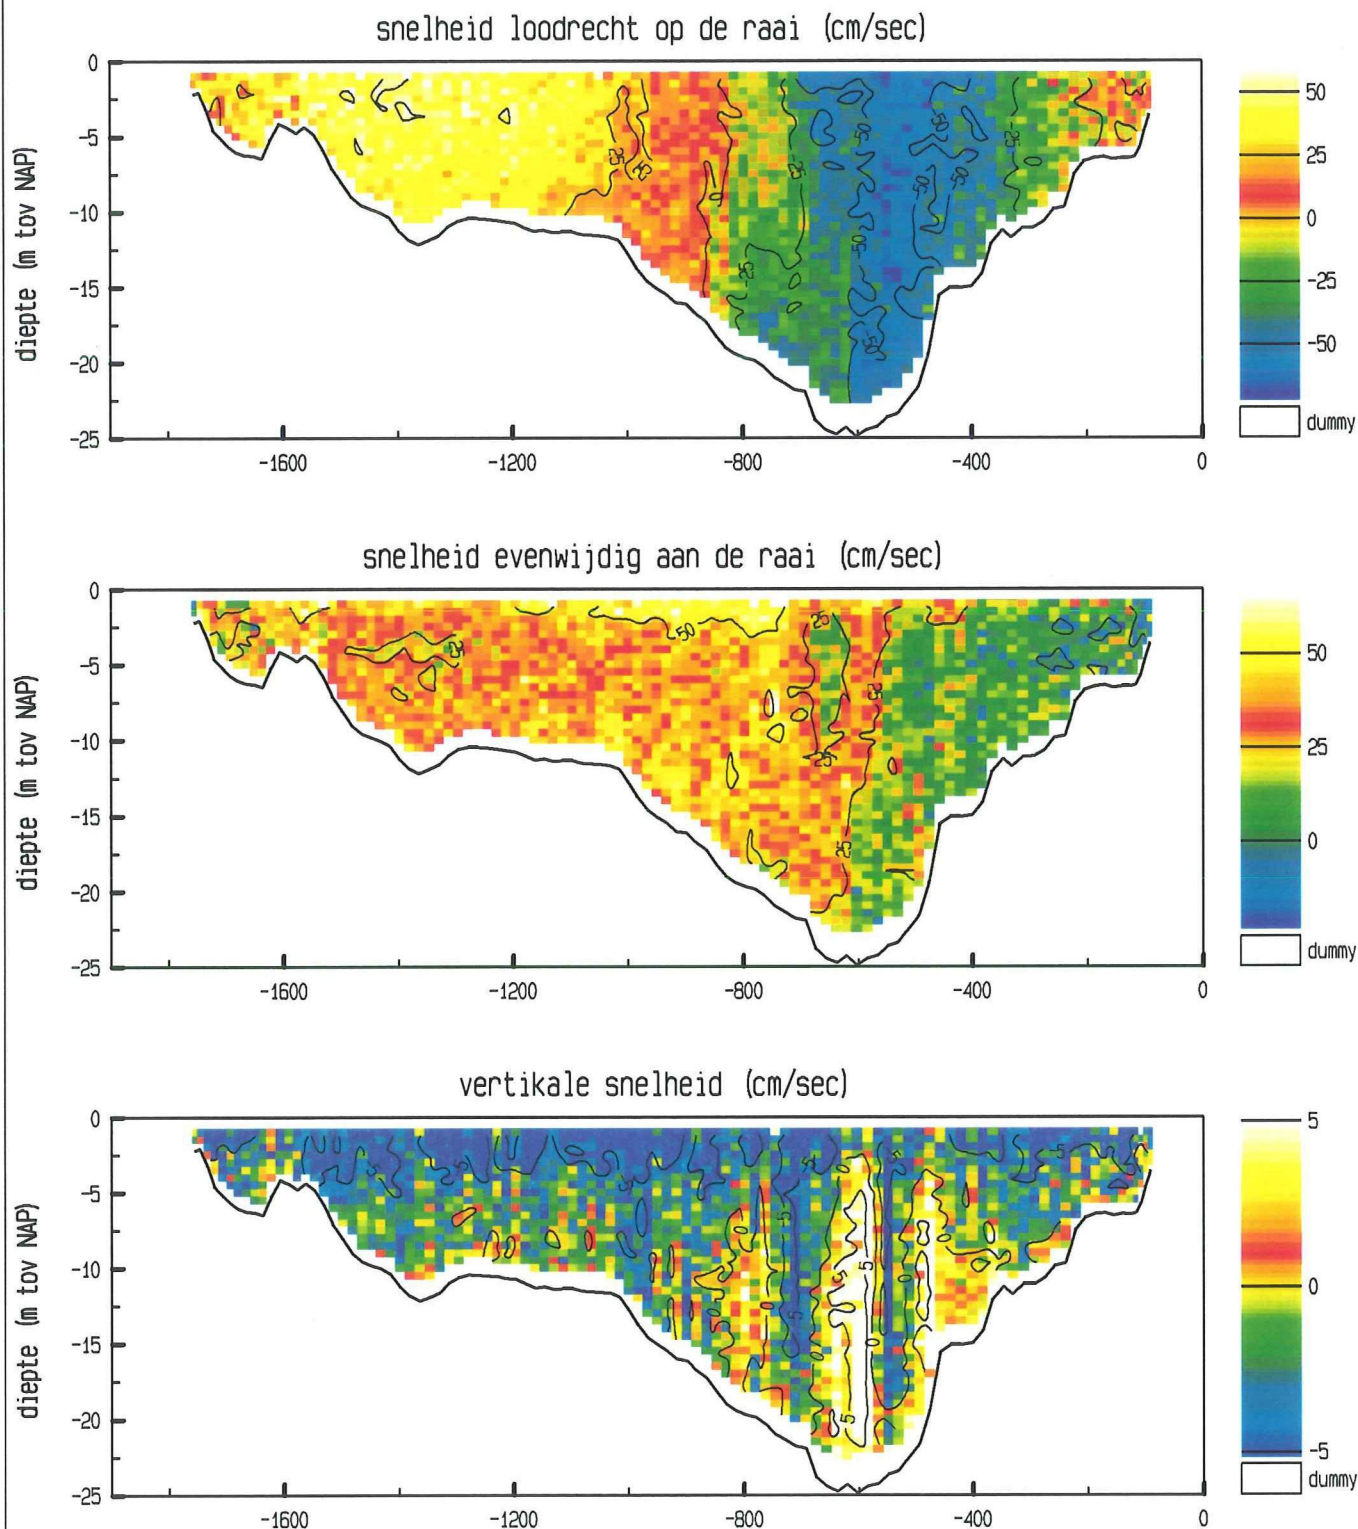 snelheid loodrecht op de raai (cm/sec)
diepte (m tov NAP)
0
-5
-10
-15
-20
-25
-1600 -1200 -800 -400 0
50
25
0
-25
-50
dummy
snelheid evenwijdig aan de raai (cm/sec)
diepte (m tov NAP)
0
-5
-10
-15
-20
-25
-1600 -1200 -800 -400 0
50
25
0
dummy
vertikale snelheid (cm/sec)
diepte (m tov NAP)
0
-5
-10
-15
-20
-25
-1600 -1200 -800 -400 0
5
0
-5
dummy